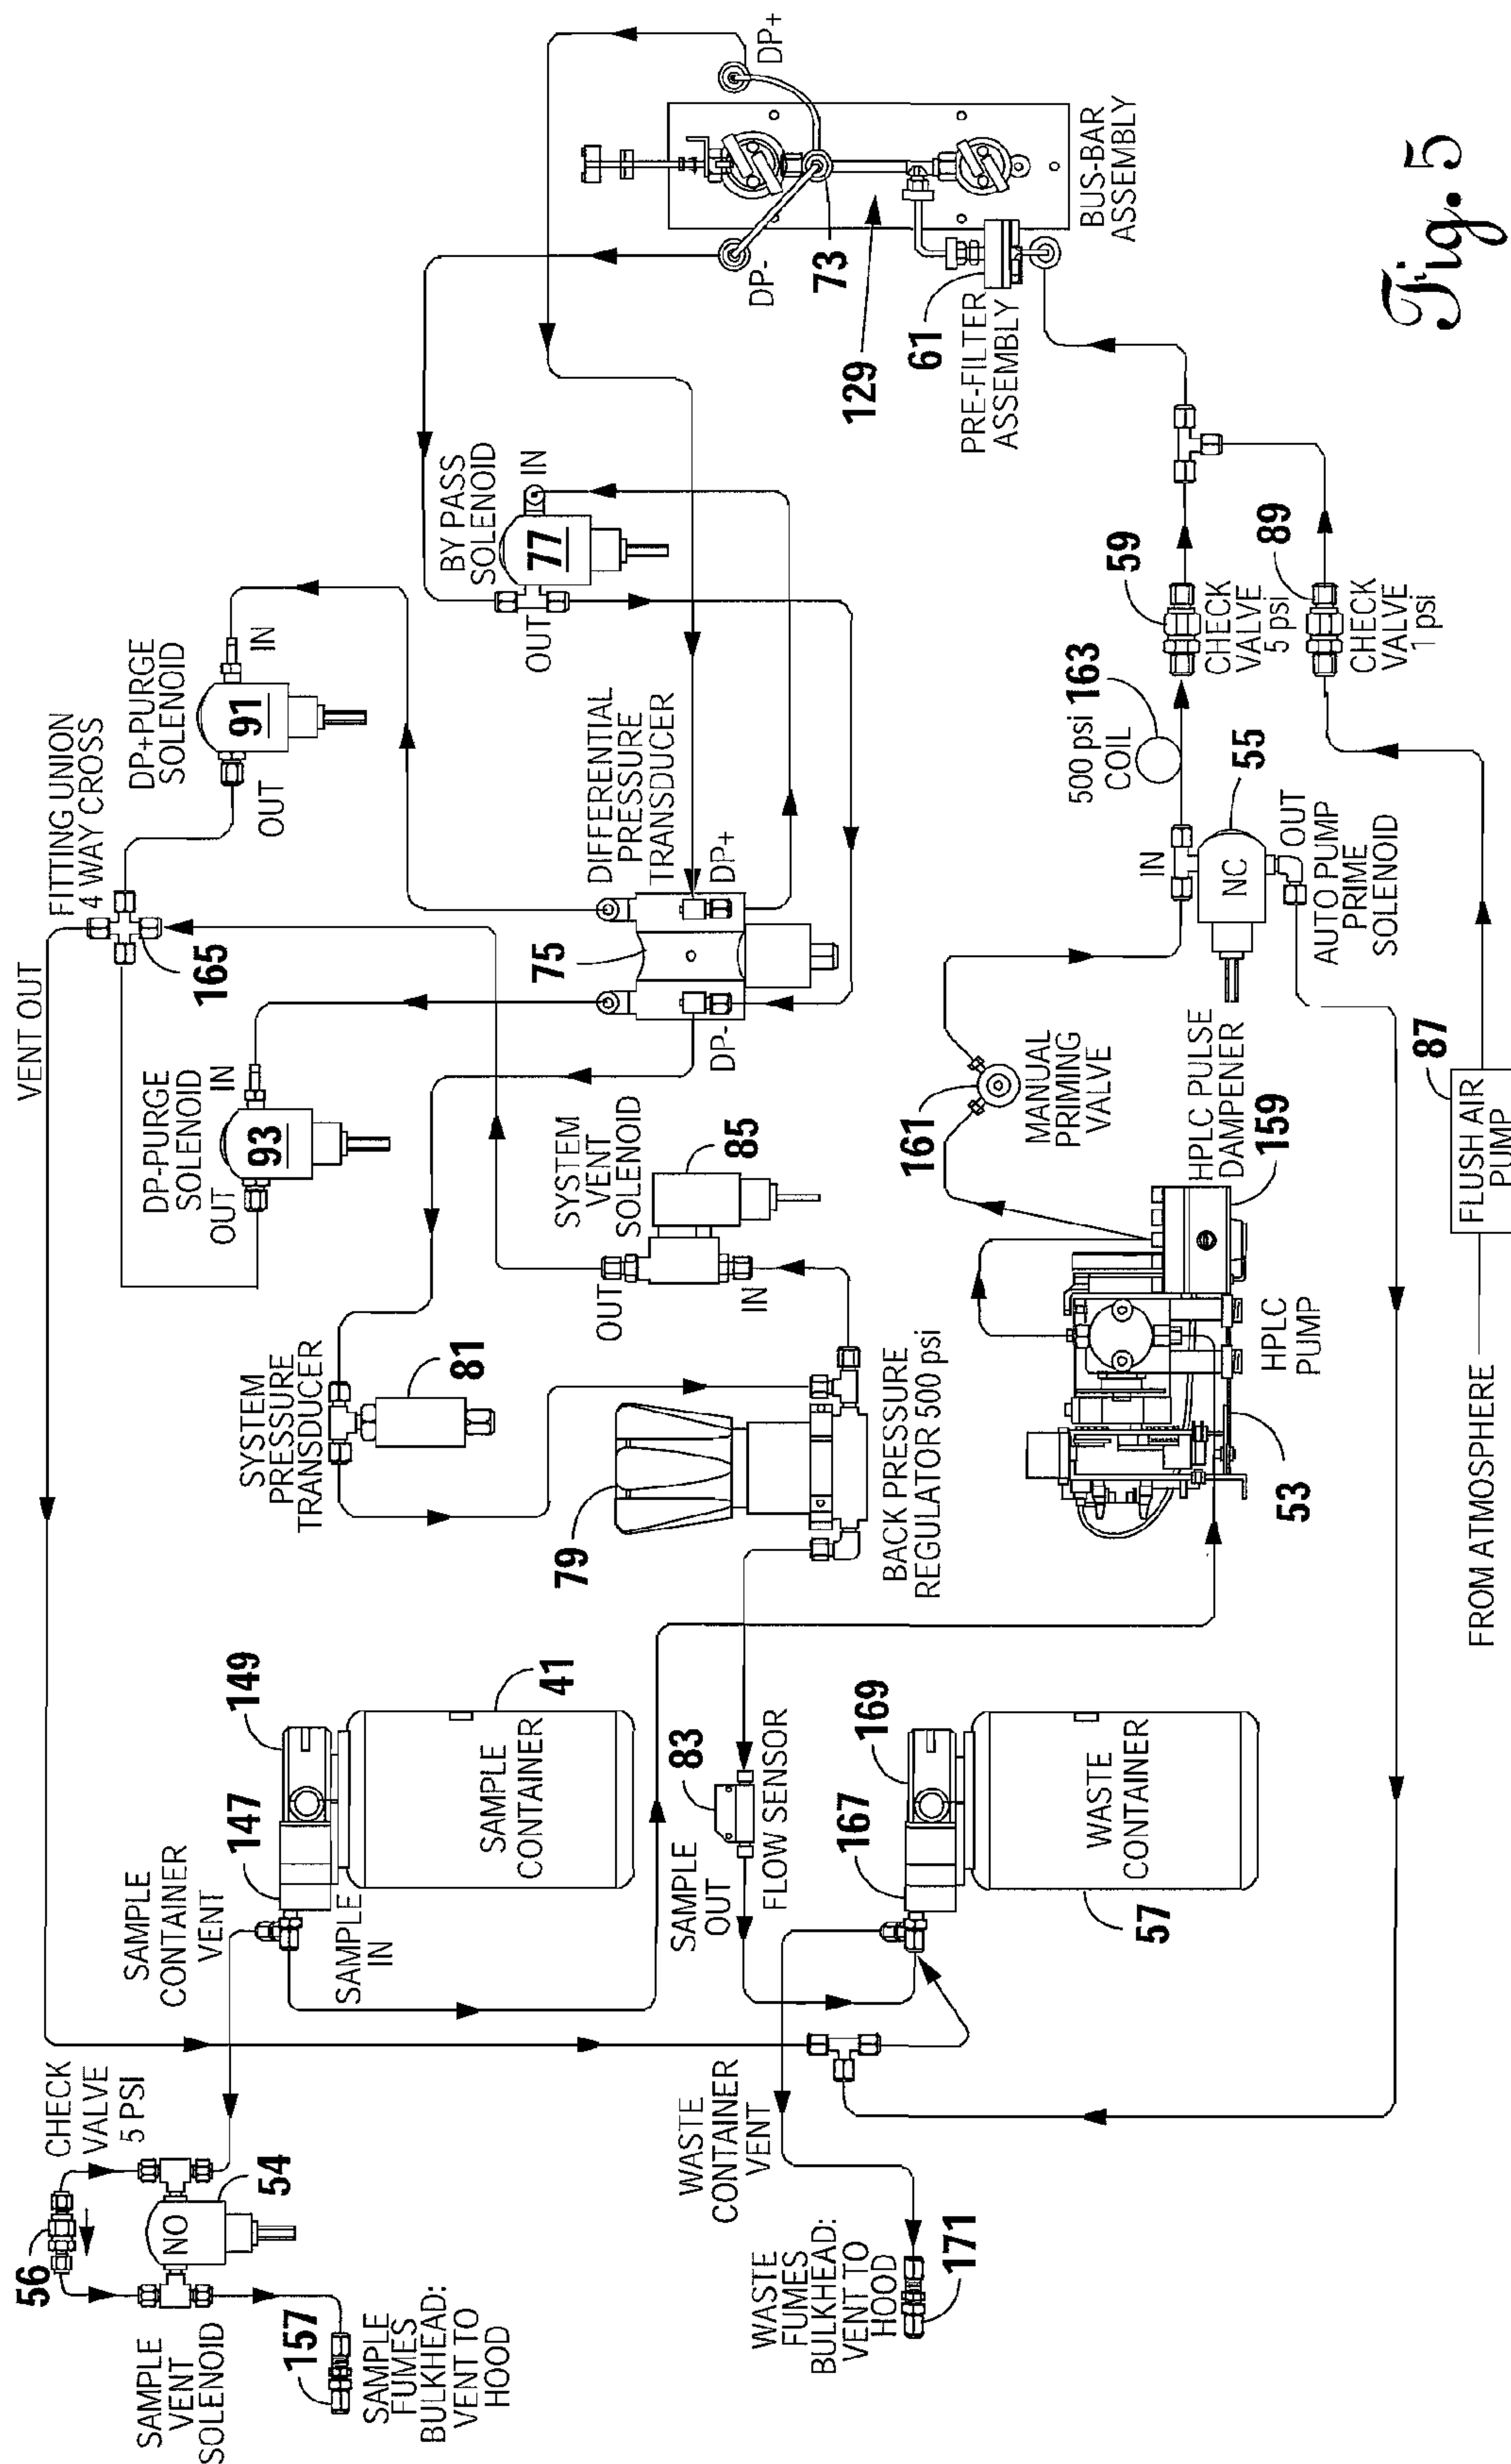 VENT OUT
FITTING UNION
4 WAY CROSS
165
DP+PURGE
SOLENOID
91
IN
OUT
DP-PURGE
SOLENOID
93
IN
OUT
BY PASS
SOLENOID
77
IN
OUT
DP-
DP+
73
129
BUS-BAR
ASSEMBLY
61
PRE-FILTER
ASSEMBLY
DIFFERENTIAL
PRESSURE
TRANSDUCER
75
DP+
DP-
SYSTEM
PRESSURE
TRANSDUCER
81
SYSTEM
VENT
SOLENOID
85
OUT
IN
79
BACK PRESSURE
REGULATOR 500 psi
CHECK
VALVE
5 PSI
56
NO
54
SAMPLE
VENT
SOLENOID
157
SAMPLE
FUMES
BULKHEAD:
VENT TO
HOOD
SAMPLE
CONTAINER
VENT
147
149
SAMPLE
IN
SAMPLE
CONTAINER
41
83
SAMPLE
OUT
FLOW SENSOR
WASTE
CONTAINER
VENT
WASTE
FUMES
BULKHEAD:
VENT TO
HOOD
171
167
169
WASTE
CONTAINER
57
53
HPLC
PUMP
HPLC PULSE
DAMPENER
159
161
MANUAL
PRIMING
VALVE
IN
NC
55
OUT
AUTO PUMP
PRIME
SOLENOID
500 psi
COIL
163
59
CHECK
VALVE
5 psi
89
CHECK
VALVE
1 psi
87
FLUSH AIR
PUMP
FROM ATMOSPHERE
Fig. 5